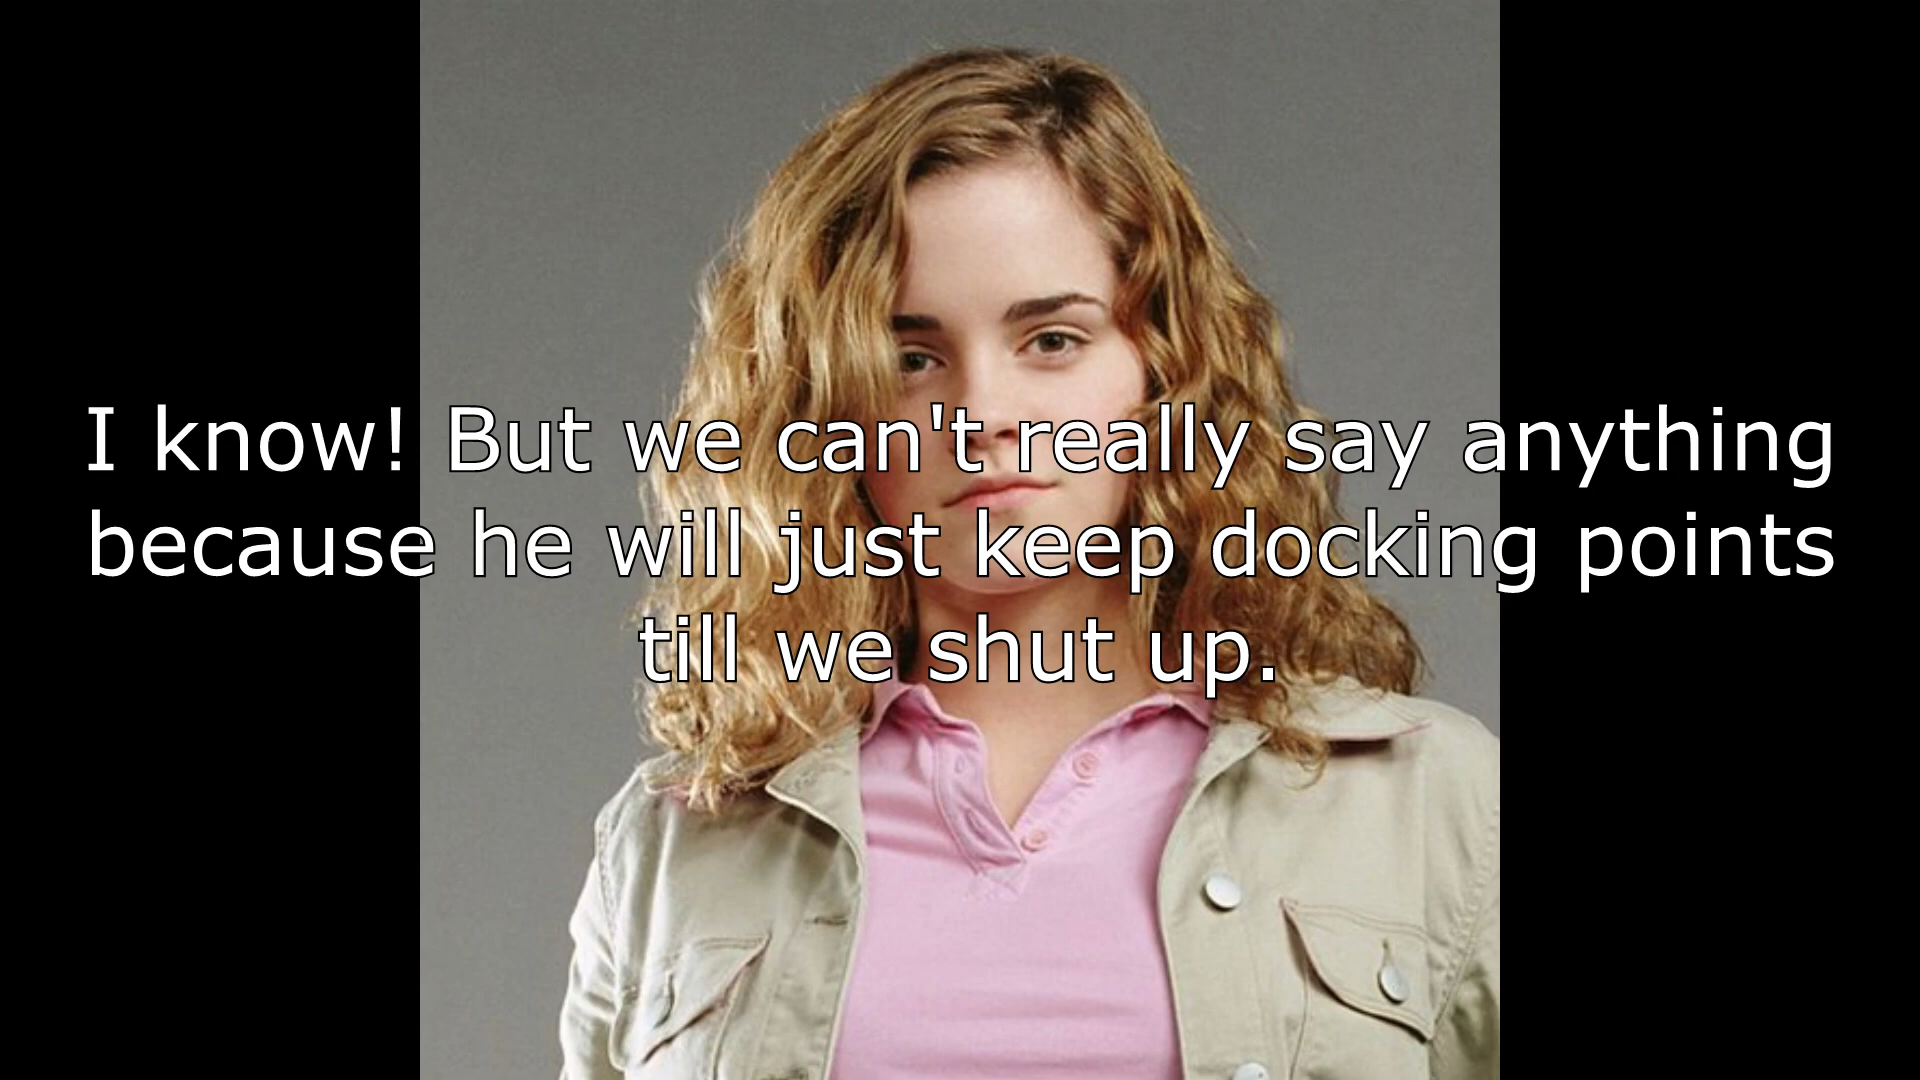 I know! But we can't really say anything
because he will just keep docking points
till we shut up.